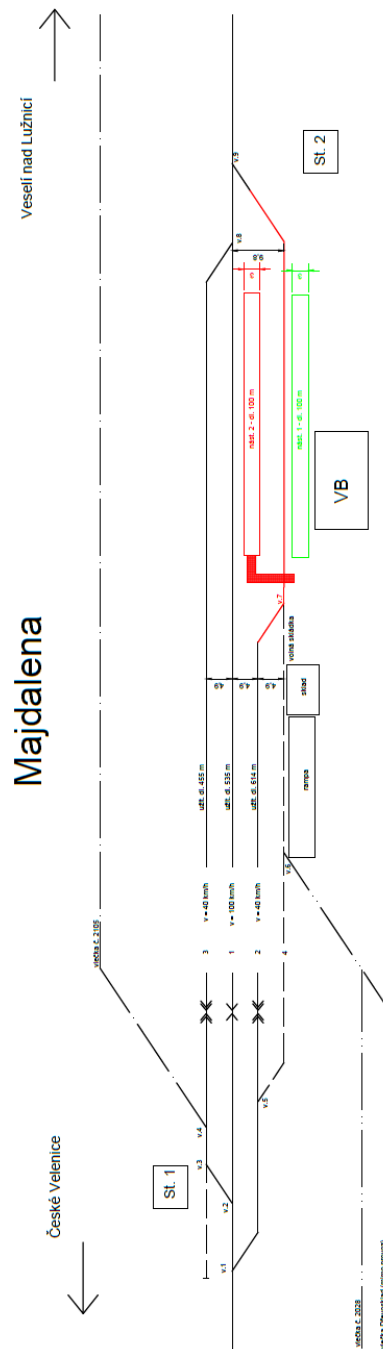 Majdalena
České Velenice
Veselí nad Lužnicí
vlečka č. 2105
St. 1
St. 2
v.1
v.2
v.3
v.4
v.5
v.6
v.7
v.8
v.9
3
v = 40 km/h
užit. dl. 455 m
1
v = 100 km/h
užit. dl. 535 m
2
v = 40 km/h
užit. dl. 614 m
4
nást. 2 - dl. 100 m
nást. 1 - dl. 100 m
VB
volná skládka
sklad
rampa
vlečka č. 2028